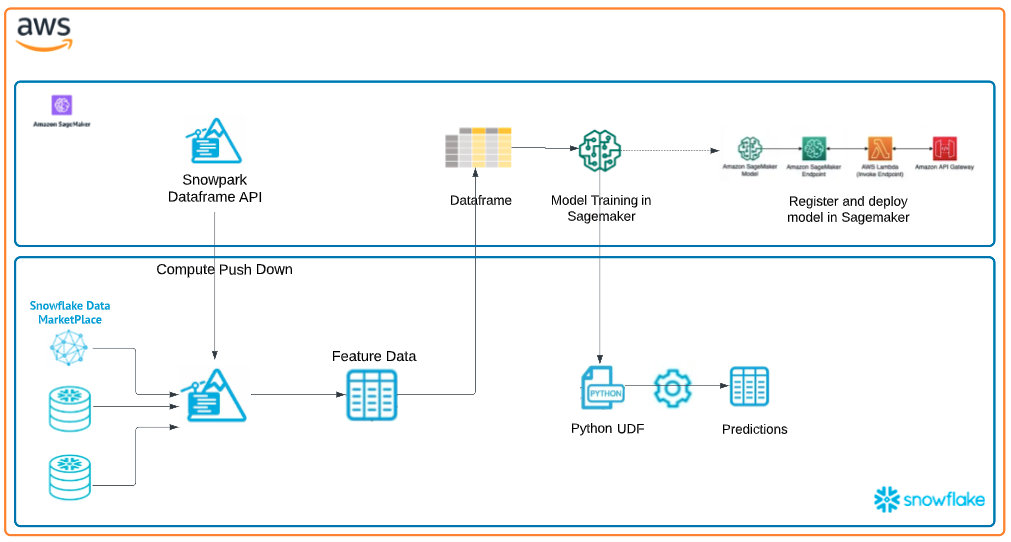 aws
Amazon SageMaker
Snowpark
Dataframe API
Dataframe
Model Training in
Sagemaker
Amazon SageMaker
Model
Amazon SageMaker
Endpoint
AWS Lambda
(Invoke Endpoint)
Amazon API Gateway
Register and deploy
model in Sagemaker
Compute Push Down
Snowflake Data
MarketPlace
Feature Data
PYTHON
Python UDF
Predictions
snowflake